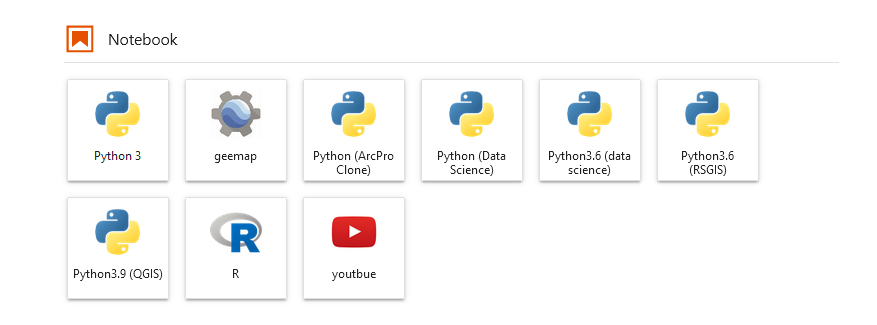 Notebook
Python 3
geemap
Python (ArcPro
Clone)
Python (Data
Science)
Python3.6 (data
science)
Python3.6
(RSGIS)
Python3.9 (QGIS)
R
R
youtbue